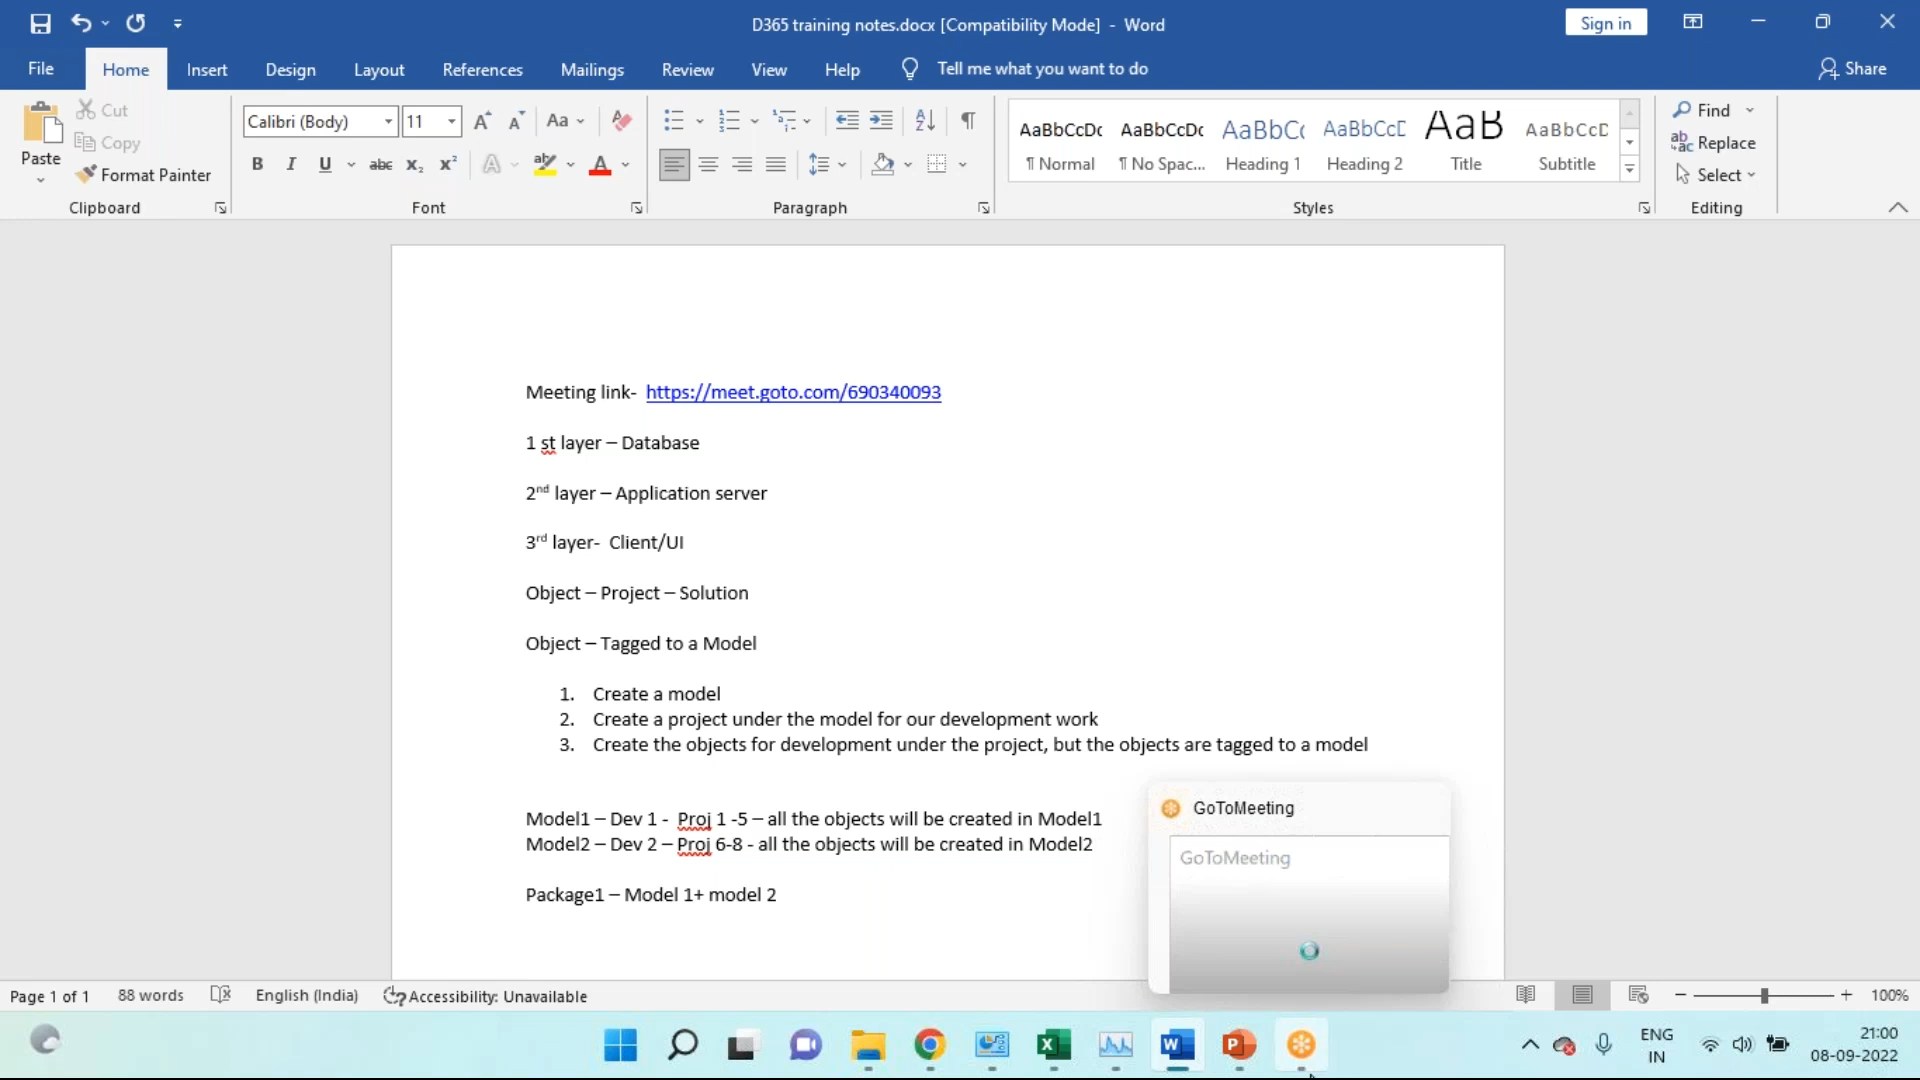 D365 training notes.docx [Compatibility Mode] - Word
Sign in
File Home Insert Design Layout References Mailings Review View Help Tell me what you want to do Share
Paste
Cut
Copy
Format Painter
Clipboard
Calibri (Body) 11
Aa
B I U abc X₂ X²
A
Font
Paragraph
AaBbCcDc AaBbCcDc AaBbCc AaBbCcD AaB AaBbCcD
¶ Normal ¶ No Spac... Heading 1 Heading 2 Title Subtitle
Styles
Find
Replace
Select
Editing
Meeting link- https://meet.goto.com/690340093
1 st layer – Database
2nd layer – Application server
3rd layer- Client/UI
Object – Project – Solution
Object – Tagged to a Model
1. Create a model
2. Create a project under the model for our development work
3. Create the objects for development under the project, but the objects are tagged to a model
Model1 – Dev 1 - Proj 1 -5 – all the objects will be created in Model1
Model2 – Dev 2 – Proj 6-8 - all the objects will be created in Model2
Package1 – Model 1+ model 2
GoToMeeting
GoToMeeting
Page 1 of 1 88 words English (India) Accessibility: Unavailable 100%
ENG
IN
21:00
08-09-2022